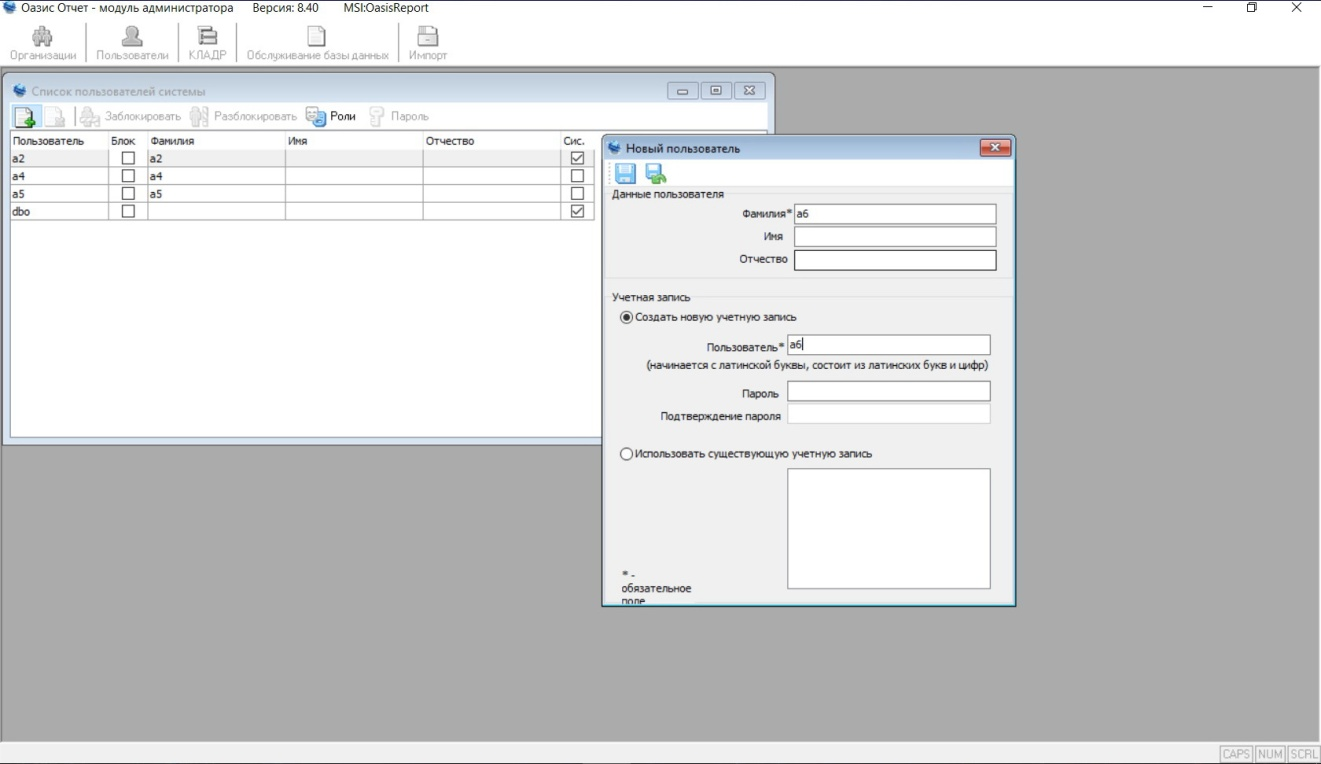 Оазис Отчет - модуль администратора Версия: 8.40 MSI:OasisReport
Организации Пользователи КЛАДР Обслуживание базы данных Импорт
Список пользователей системы
Заблокировать Разблокировать Роли Пароль
Пользователь Блок Фамилия Имя Отчество Сис.
a2 a2
a4 a4
a5 a5
dbo
Новый пользователь
Данные пользователя
Фамилия* a6
Имя
Отчество
Учетная запись
Создать новую учетную запись
Пользователь* a6
(начинается с латинской буквы, состоит из латинских букв и цифр)
Пароль
Подтверждение пароля
Использовать существующую учетную запись
* -
обязательное
поле
CAPS NUM SCRL